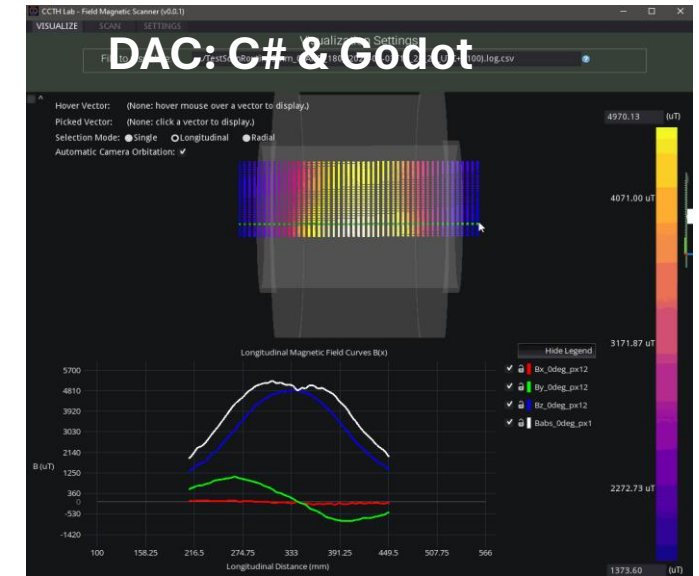 CCTH Lab - Field Magnetic Scanner (v0.0.1)
VISUALIZE SCAN SETTINGS
Visualization Settings
DAC: C# & Godot
Hover Vector: (None: hover mouse over a vector to display.)
Picked Vector: (None: click a vector to display.)
Selection Mode: Single Longitudinal Radial
Automatic Camera Orbitation:
4970.13 (uT)
4071.00 uT
3171.87 uT
2272.73 uT
1373.60 (uT)
Longitudinal Magnetic Field Curves B(x)
Hide Legend
Bx_0deg_px12
By_0deg_px12
Bz_0deg_px12
Babs_0deg_px1
B (uT)
5700
4810
3920
3030
2140
1250
360
0
-530
-1420
100 158.25 216.5 274.75 333 391.25 449.5 507.75 566
Longitudinal Distance (mm)